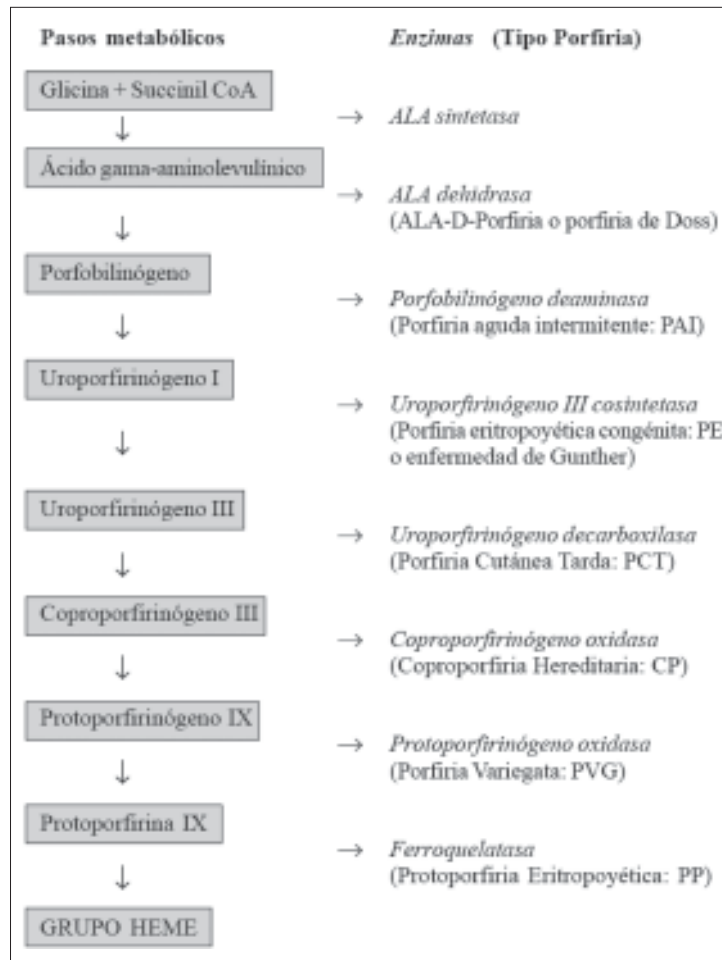 Pasos metabólicos
Enzimas (Tipo Porfiria)
Glicina + Succinil CoA
→ ALA sintetasa
↓
Ácido gama-aminolevulínico
→ ALA dehidrasa
(ALA-D-Porfiria o porfiria de Doss)
↓
Porfobilinógeno
→ Porfobilinógeno deaminasa
(Porfiria aguda intermitente: PAI)
↓
Uroporfirinógeno I
→ Uroporfirinógeno III cosintetasa
(Porfiria eritropoyética congénita: PE
o enfermedad de Gunther)
↓
Uroporfirinógeno III
→ Uroporfirinógeno decarboxilasa
(Porfiria Cutánea Tarda: PCT)
↓
Coproporfirinógeno III
→ Coproporfirinógeno oxidasa
(Coproporfiria Hereditaria: CP)
↓
Protoporfirinógeno IX
→ Protoporfirinógeno oxidasa
(Porfiria Variegata: PVG)
↓
Protoporfirina IX
→ Ferroquelatasa
(Protoporfiria Eritropoyética: PP)
↓
GRUPO HEME